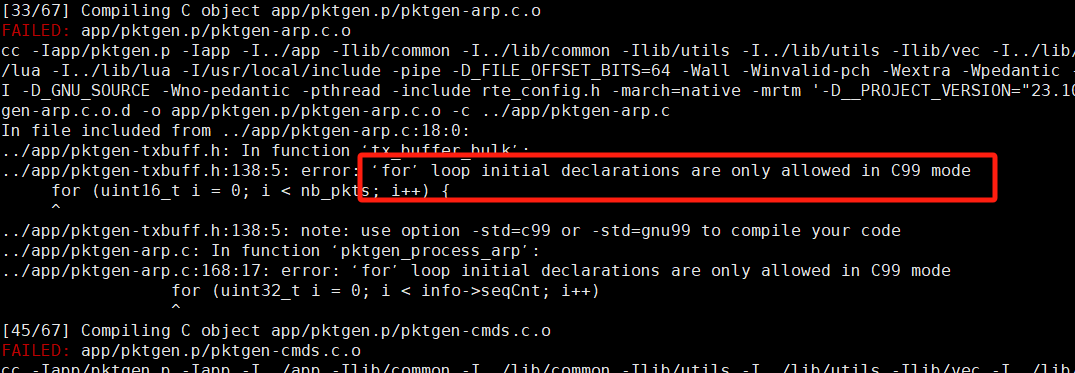 [33/67] Compiling C object app/pktgen.p/pktgen-arp.c.o
FAILED: app/pktgen.p/pktgen-arp.c.o
cc -Iapp/pktgen.p -Iapp -I../app -Ilib/common -I../lib/common -Ilib/utils -I../lib/utils -Ilib/vec -I../lib/
/lua -I../lib/lua -I/usr/local/include -pipe -D_FILE_OFFSET_BITS=64 -Wall -Winvalid-pch -Wextra -Wpedantic -
I -D_GNU_SOURCE -Wno-pedantic -pthread -include rte_config.h -march=native -mrtm '-D__PROJECT_VERSION="23.10
gen-arp.c.o.d -o app/pktgen.p/pktgen-arp.c.o -c ../app/pktgen-arp.c
In file included from ../app/pktgen-arp.c:18:0:
../app/pktgen-txbuff.h: In function ‘tx_buffer_bulk’:
../app/pktgen-txbuff.h:138:5: error: ‘for’ loop initial declarations are only allowed in C99 mode
for (uint16_t i = 0; i < nb_pkts; i++) {
^
../app/pktgen-txbuff.h:138:5: note: use option -std=c99 or -std=gnu99 to compile your code
../app/pktgen-arp.c: In function ‘pktgen_process_arp’:
../app/pktgen-arp.c:168:17: error: ‘for’ loop initial declarations are only allowed in C99 mode
for (uint32_t i = 0; i < info->seqCnt; i++)
^
[45/67] Compiling C object app/pktgen.p/pktgen-cmds.c.o
FAILED: app/pktgen.p/pktgen-cmds.c.o
cc -Iapp/pktgen.p -Iapp -I../app -Ilib/common -I../lib/common -Ilib/utils -I../lib/utils -Ilib/vec -I../lib/